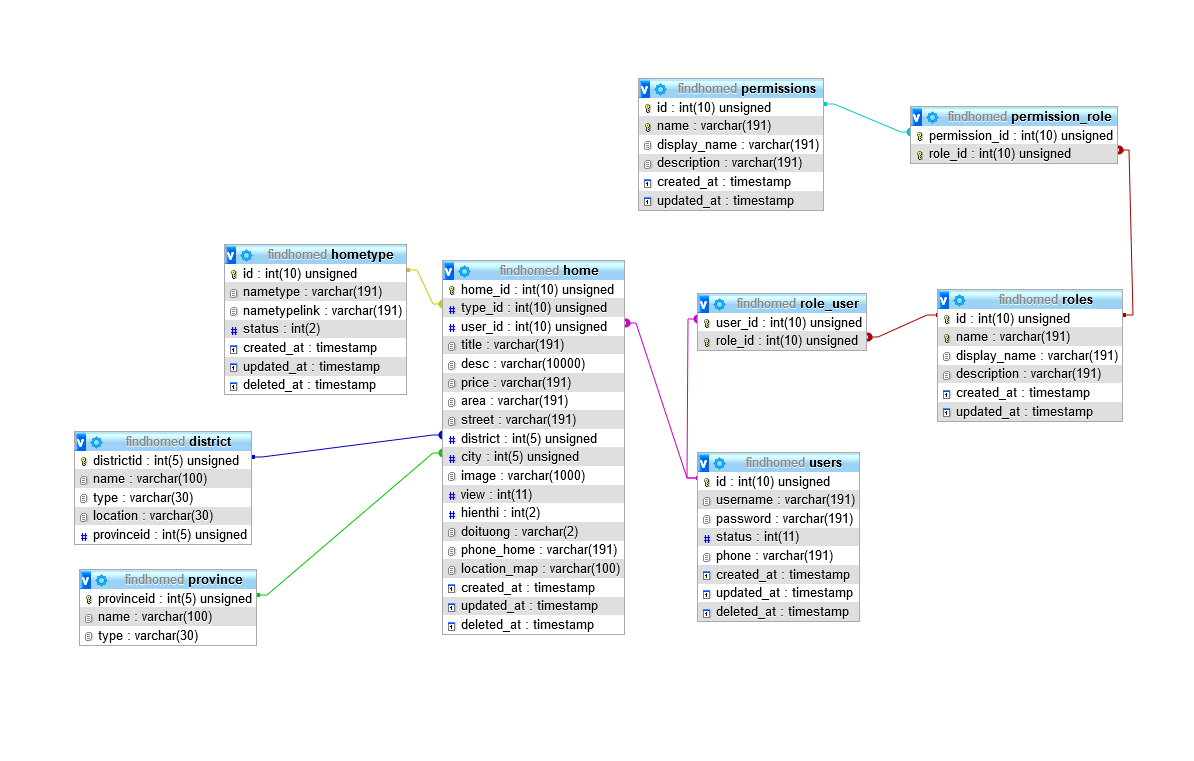 findhomed permissions
id : int(10) unsigned
name : varchar(191)
display_name : varchar(191)
description : varchar(191)
created_at : timestamp
updated_at : timestamp
findhomed permission_role
permission_id : int(10) unsigned
role_id : int(10) unsigned
findhomed hometype
id : int(10) unsigned
nametype : varchar(191)
nametypelink : varchar(191)
status : int(2)
created_at : timestamp
updated_at : timestamp
deleted_at : timestamp
findhomed home
home_id : int(10) unsigned
type_id : int(10) unsigned
user_id : int(10) unsigned
title : varchar(191)
desc : varchar(10000)
price : varchar(191)
area : varchar(191)
street : varchar(191)
district : int(5) unsigned
city : int(5) unsigned
image : varchar(1000)
view : int(11)
hienthi : int(2)
doituong : varchar(2)
phone_home : varchar(191)
location_map : varchar(100)
created_at : timestamp
updated_at : timestamp
deleted_at : timestamp
findhomed role_user
user_id : int(10) unsigned
role_id : int(10) unsigned
findhomed roles
id : int(10) unsigned
name : varchar(191)
display_name : varchar(191)
description : varchar(191)
created_at : timestamp
updated_at : timestamp
findhomed district
districtid : int(5) unsigned
name : varchar(100)
type : varchar(30)
location : varchar(30)
provinceid : int(5) unsigned
findhomed users
id : int(10) unsigned
username : varchar(191)
password : varchar(191)
status : int(11)
phone : varchar(191)
created_at : timestamp
updated_at : timestamp
deleted_at : timestamp
findhomed province
provinceid : int(5) unsigned
name : varchar(100)
type : varchar(30)